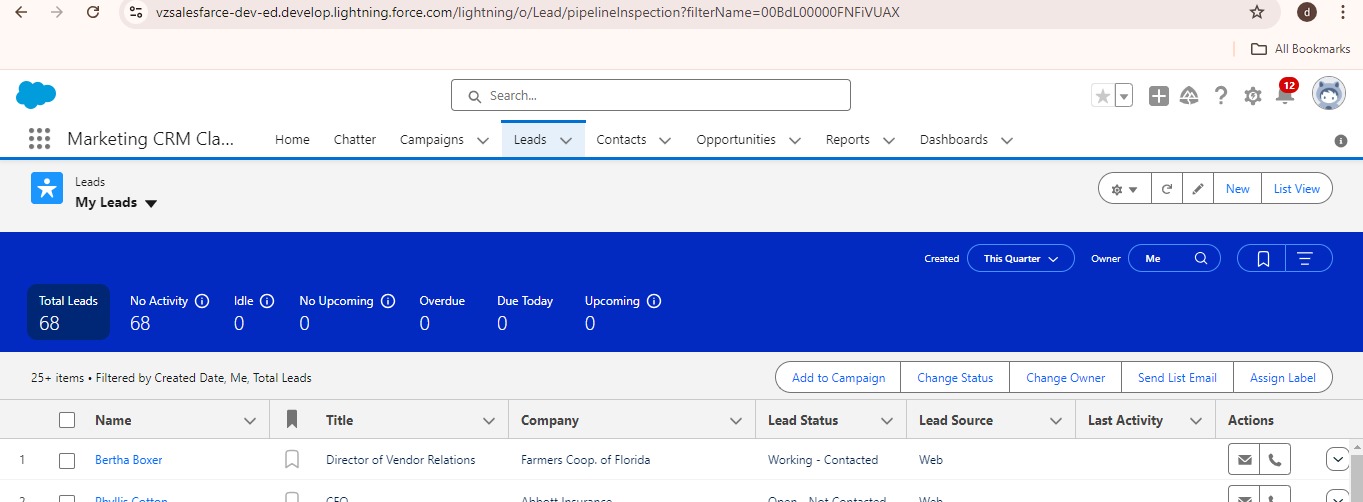 vzsalesfarce-dev-ed.develop.lightning.force.com/lightning/o/Lead/pipelineInspection?filterName=00BdL00000FNFiVUAX
d
All Bookmarks
Search...
12
Marketing CRM Cla... Home Chatter Campaigns Leads Contacts Opportunities Reports Dashboards
Leads
My Leads
New List View
Created This Quarter Owner Me
Total Leads No Activity Idle No Upcoming Overdue Due Today Upcoming
68 68 0 0 0 0 0
25+ items • Filtered by Created Date, Me, Total Leads
Add to Campaign Change Status Change Owner Send List Email Assign Label
Name Title Company Lead Status Lead Source Last Activity Actions
1 Bertha Boxer Director of Vendor Relations Farmers Coop. of Florida Working - Contacted Web
2 Phyllis Cotton CFO Abbott Insurance Open - Not Contacted Web